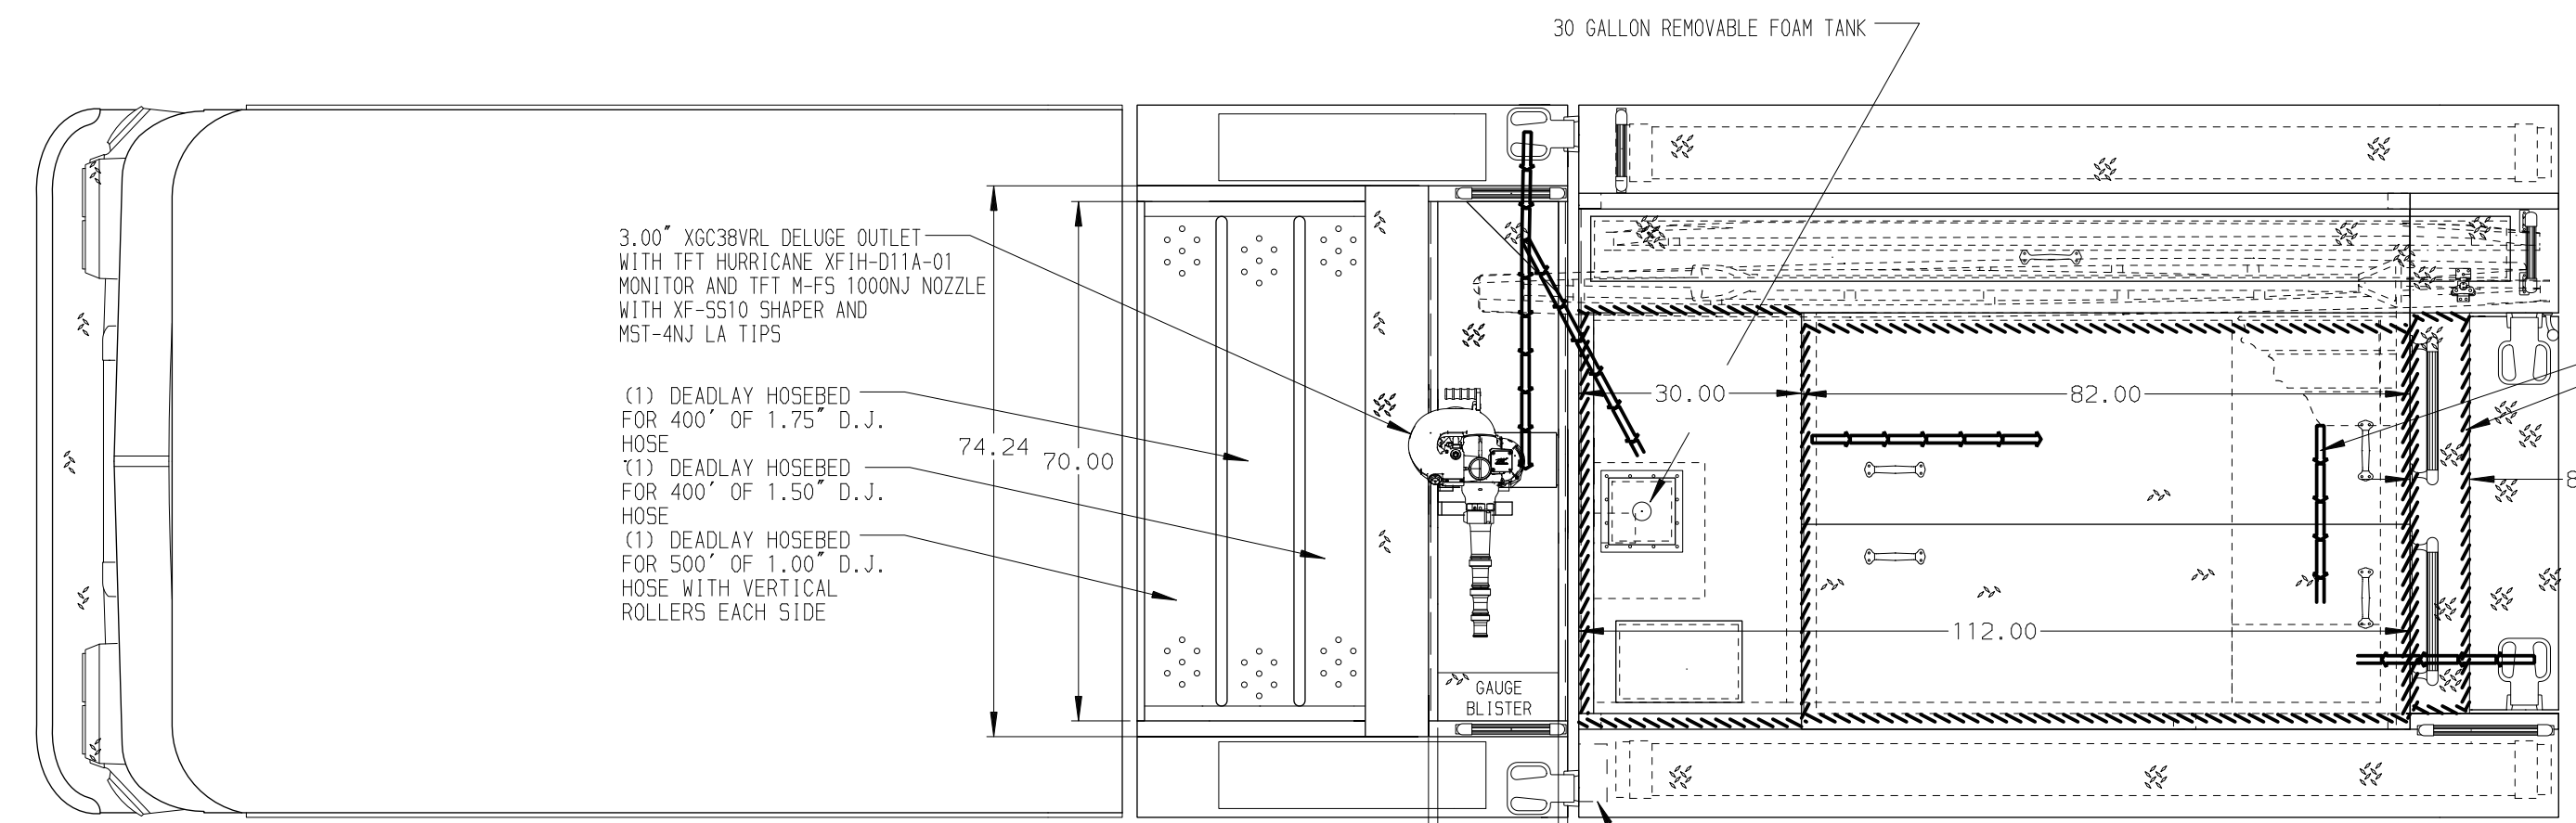 30 GALLON REMOVABLE FOAM TANK
3.00" XGC38VRL DELUGE OUTLET
WITH TFT HURRICANE XFIH-D11A-01
MONITOR AND TFT M-FS 1000NJ NOZZLE
WITH XF-SS10 SHAPER AND
MST-4NJ LA TIPS
(1) DEADLAY HOSEBED
FOR 400' OF 1.75" D.J.
HOSE
(1) DEADLAY HOSEBED
FOR 400' OF 1.50" D.J.
HOSE
(1) DEADLAY HOSEBED
FOR 500' OF 1.00" D.J.
HOSE WITH VERTICAL
ROLLERS EACH SIDE
74.24
70.00
30.00
82.00
8
112.00
GAUGE
BLISTER